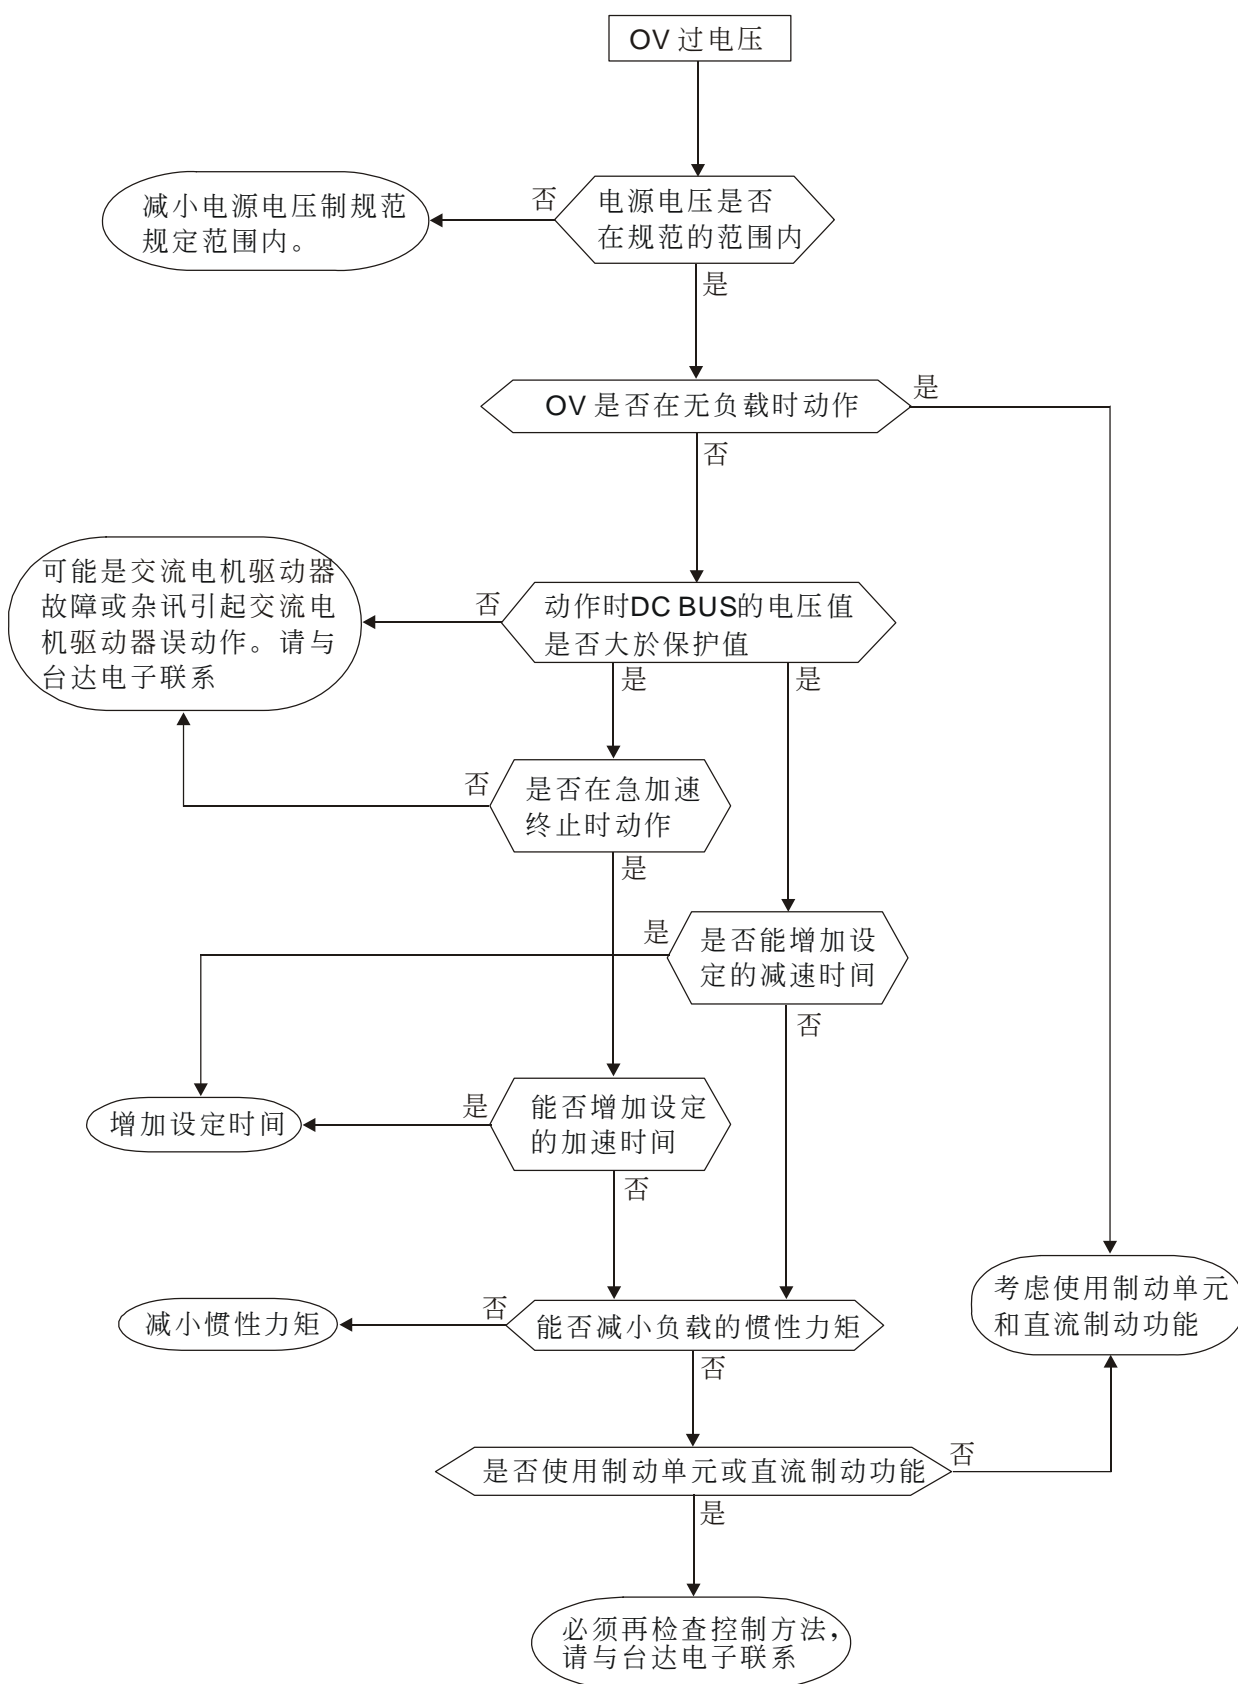 OV 过电压
否
减小电源电压制规范
规定范围内。
电源电压是否
在规范的范围内
是
是
OV 是否在无负载时动作
否
可能是交流电机驱动器
故障或杂讯引起交流电
机驱动器误动作。请与
台达电子联系
否
动作时DC BUS的电压值
是否大於保护值
是
是
否
是否在急加速
终止时动作
是
是
是否能增加设
定的减速时间
否
增加设定时间
是
能否增加设定
的加速时间
否
考虑使用制动单元
和直流制动功能
减小惯性力矩
否
能否减小负载的惯性力矩
否
否
是否使用制动单元或直流制动功能
是
必须再检查控制方法，
请与台达电子联系